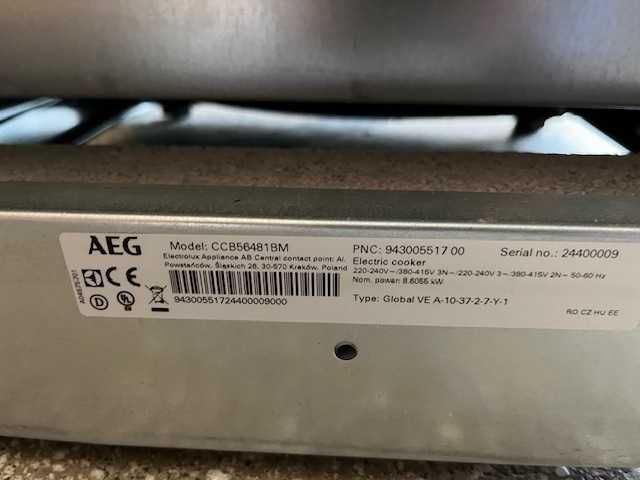 AEG
Model: CCB56481BM
Electrolux Appliance AB Central contact point: Al.
Powstańców, Śląskich 26, 30-570 Kraków, Poland
CE
D
UL
94300551724400009000
PNC: 943005517 00
Serial no.: 24400009
Electric cooker
220-240V~/380-415V 3N~/220-240V 3~380-415V 2N~ 50-60 Hz
Nom. power: 8.6055 kW
Type: Global VE A-10-37-2-7-Y-1
RO CZ HU EE